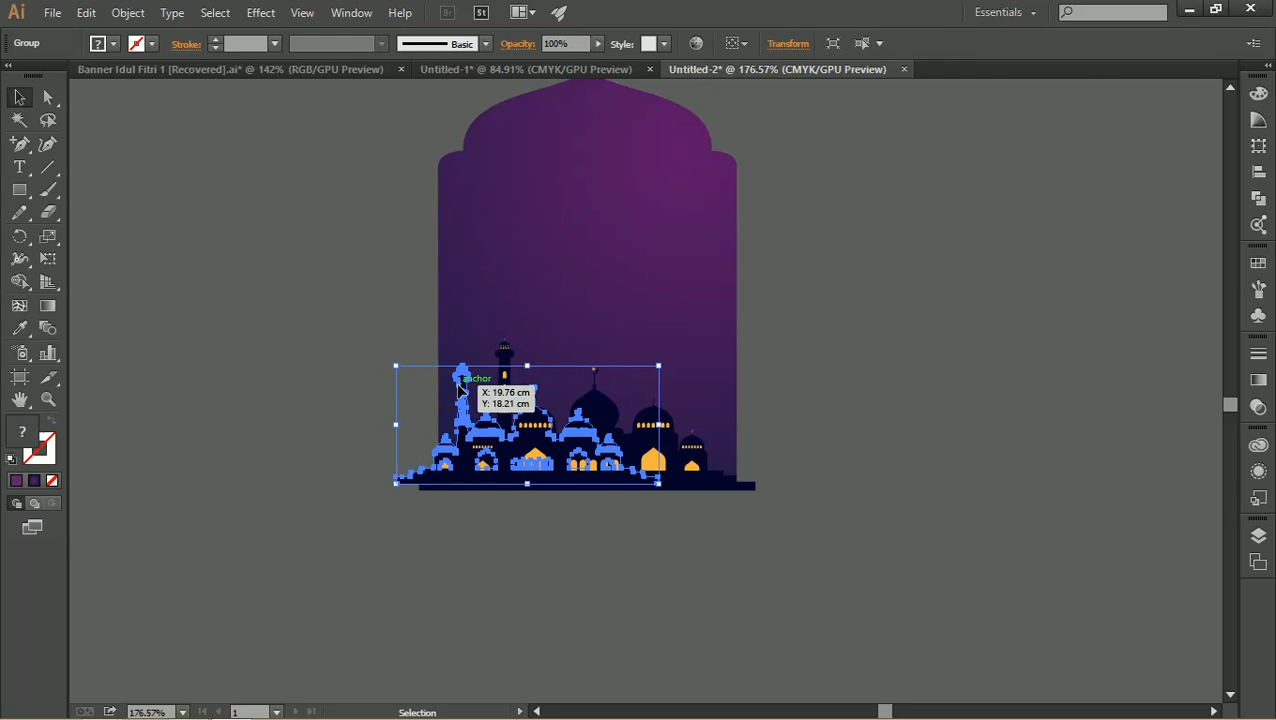 Ai File Edit Object Type Select Effect View Window Help Br St Essentials
Group ? Stroke: Basic Opacity: 100% Style: Transform
Banner Idul Fitri 1 [Recovered].ai* @ 142% (RGB/GPU Preview) × Untitled-1* @ 84.91% (CMYK/GPU Preview) × Untitled-2* @ 176.57% (CMYK/GPU Preview) ×
anchor
X: 19.76 cm
Y: 18.21 cm
T
?
176.57% 1 Selection